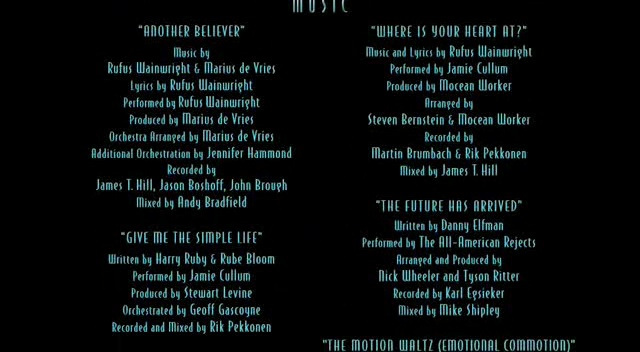 MUSIC
"ANOTHER BELIEVER"
Music by
Rufus Wainwright & Marius de Vries
Lyrics by Rufus Wainwright
Performed by Rufus Wainwright
Produced by Marius de Vries
Orchestra Arranged by Marius de Vries
Additional Orchestration by Jennifer Hammond
Recorded by
James T. Hill, Jason Boshoff, John Brough
Mixed by Andy Bradfield
"GIVE ME THE SIMPLE LIFE"
Written by Harry Ruby & Rube Bloom
Performed by Jamie Cullum
Produced by Stewart Levine
Orchestrated by Geoff Gascoyne
Recorded and Mixed by Rik Pekkonen
"WHERE IS YOUR HEART AT?"
Music and Lyrics by Rufus Wainwright
Performed by Jamie Cullum
Produced by Mocean Worker
Arranged by
Steven Bernstein & Mocean Worker
Recorded by
Martin Brumbach & Rik Pekkonen
Mixed by James T. Hill
"THE FUTURE HAS ARRIVED"
Written by Danny Elfman
Performed by The All-American Rejects
Arranged and Produced by
Nick Wheeler and Tyson Ritter
Recorded by Karl Egsieker
Mixed by Mike Shipley
"THE MOTION WALTZ (EMOTIONAL COMMOTION)"